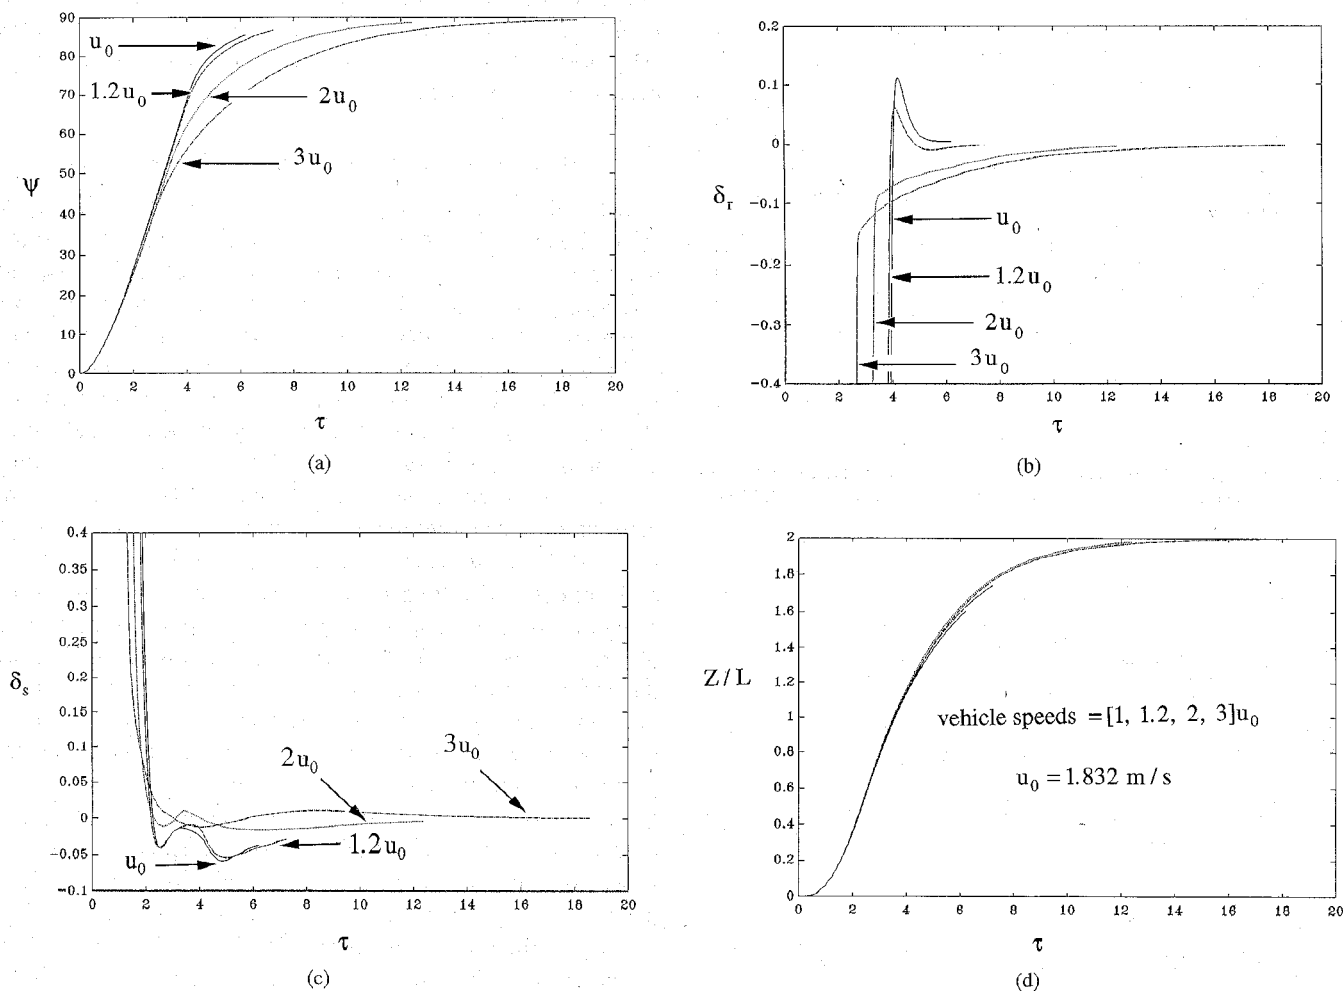 90
80
70
60
50
40
30
20
10
0
ψ
u₀
1.2u₀
2u₀
3u₀
0 2 4 6 8 10 12 14 16 18 20
τ
(a)
0.2
0.1
0
−0.1
−0.2
−0.3
−0.4
δᵣ
u₀
1.2u₀
2u₀
3u₀
0 2 4 6 8 10 12 14 16 18 20
τ
(b)
0.4
0.35
0.3
0.25
0.2
0.15
0.1
0.05
0
−0.05
−0.1
δₛ
3u₀
2u₀
1.2u₀
u₀
0 2 4 6 8 10 12 14 16 18 20
τ
(c)
2
1.8
1.6
1.4
1.2
1
0.8
0.6
0.4
0.2
0
Z / L
vehicle speeds = [1, 1.2, 2, 3]u₀
u₀ = 1.832 m / s
0 2 4 6 8 10 12 14 16 18 20
τ
(d)